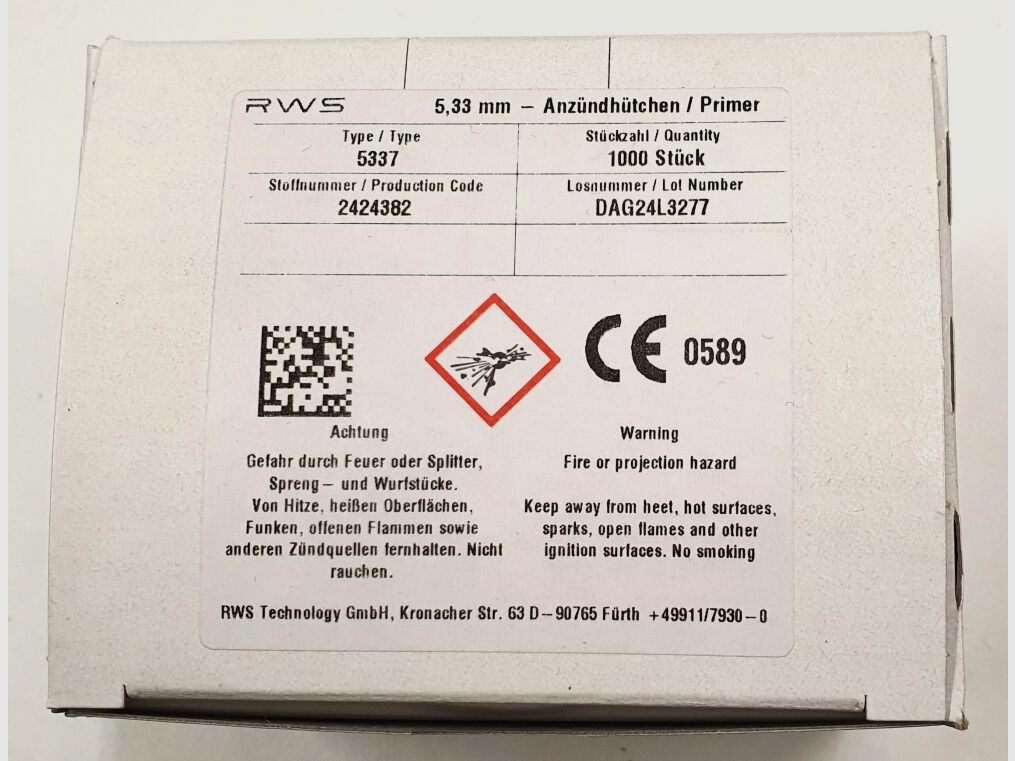 RWS 5,33 mm – Anzündhütchen / Primer
Type / Type
5337
Stückzahl / Quantity
1000 Stück
Stoffnummer / Production Code
2424382
Losnummer / Lot Number
DAG24L3277
CE 0589
Achtung
Gefahr durch Feuer oder Splitter,
Spreng– und Wurfstücke.
Von Hitze, heißen Oberflächen,
Funken, offenen Flammen sowie
anderen Zündquellen fernhalten. Nicht
rauchen.
Warning
Fire or projection hazard
Keep away from heet, hot surfaces,
sparks, open flames and other
ignition surfaces. No smoking
RWS Technology GmbH, Kronacher Str. 63 D–90765 Fürth +49911/7930–0